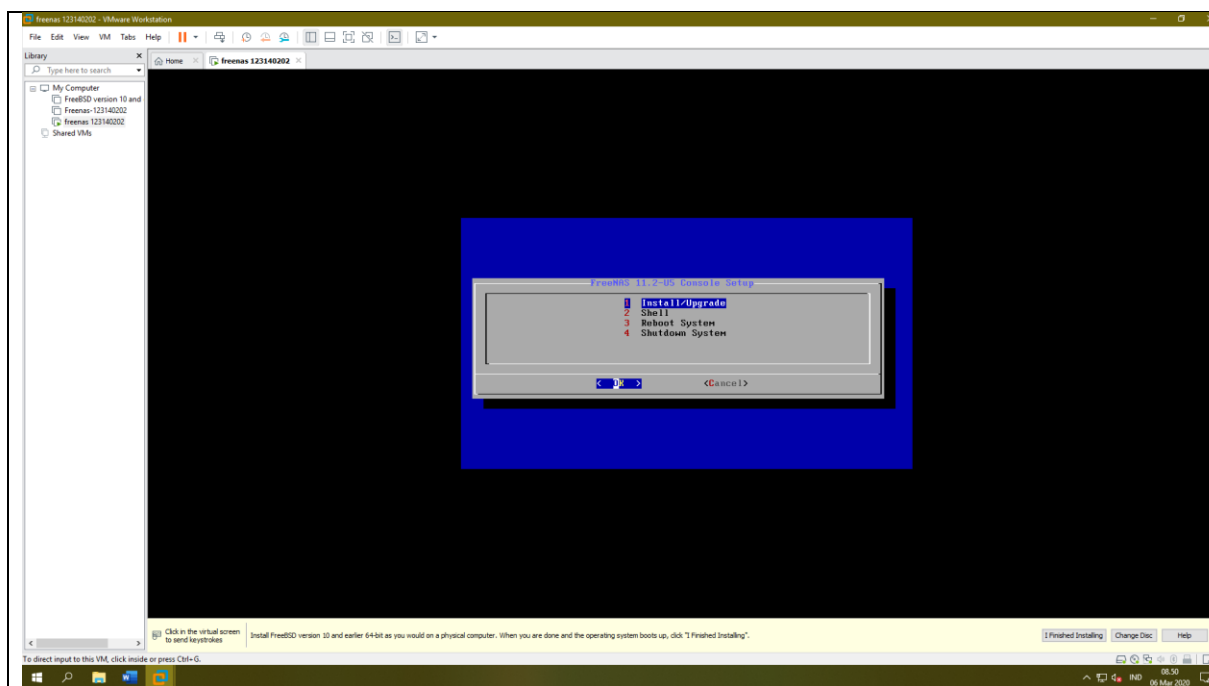 freenas 123140202 - VMware Workstation
File Edit View VM Tabs Help
Library
Type here to search
My Computer
FreeBSD version 10 and
Freenas-123140202
freenas 123140202
Shared VMs
Home
freenas 123140202
FreeNAS 11.2-U5 Console Setup
1 Install/Upgrade
2 Shell
3 Reboot System
4 Shutdown System
< OK > <Cancel>
Click in the virtual screen
to send keystrokes
Install FreeBSD version 10 and earlier 64-bit as you would on a physical computer. When you are done and the operating system boots up, click "I Finished Installing".
I Finished Installing Change Disc Help
To direct input to this VM, click inside or press Ctrl+G.
IND
08.50
06 Mar 2020